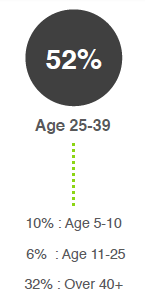 52%
Age 25-39
10% : Age 5-10
6% : Age 11-25
32% : Over 40+